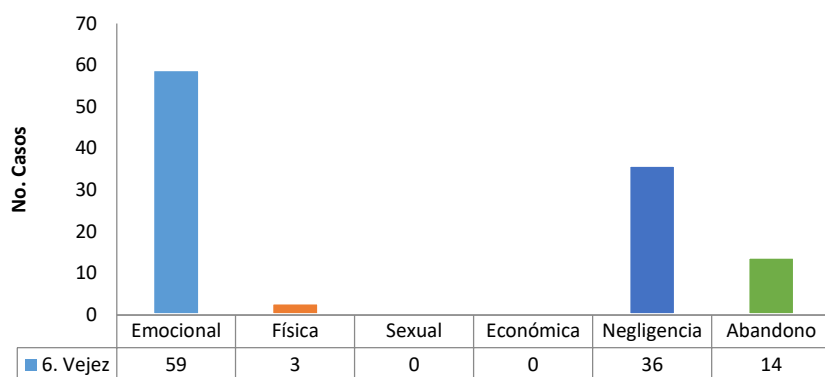 70
60
50
40
30
20
10
0
No. Casos
Emocional Física Sexual Económica Negligencia Abandono
6. Vejez 59 3 0 0 36 14